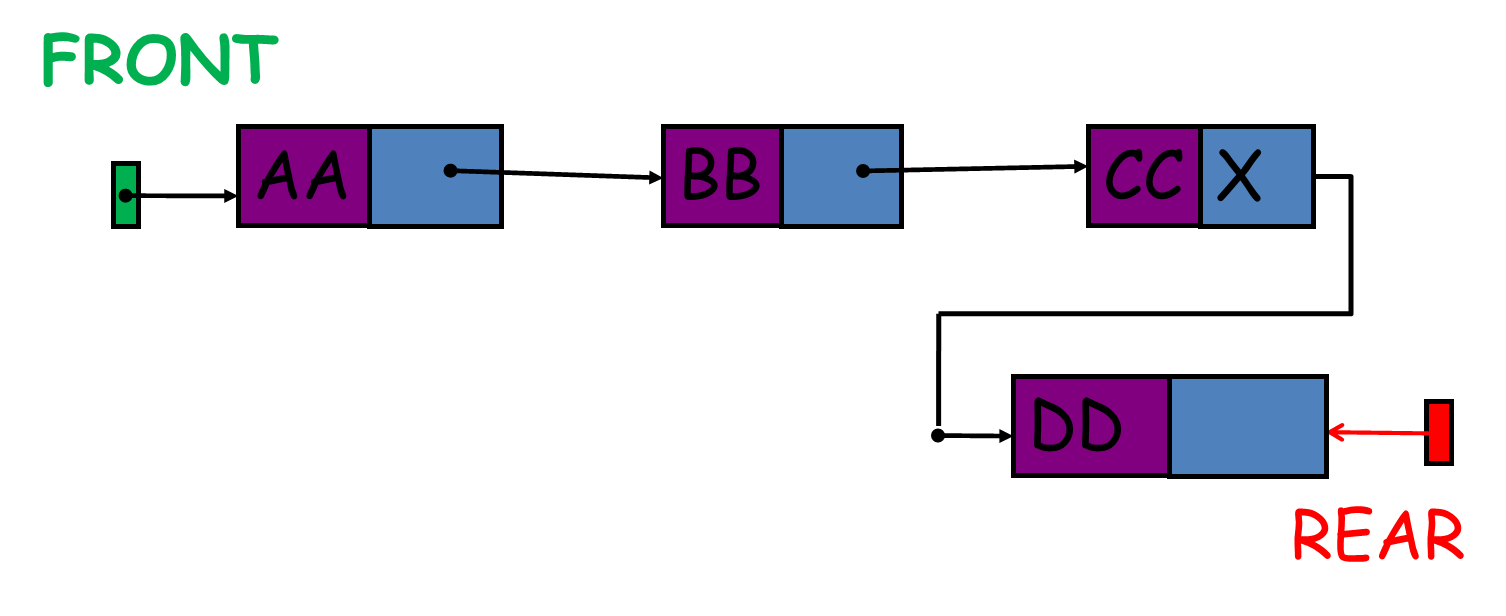 FRONT
AA BB CC X
DD
REAR